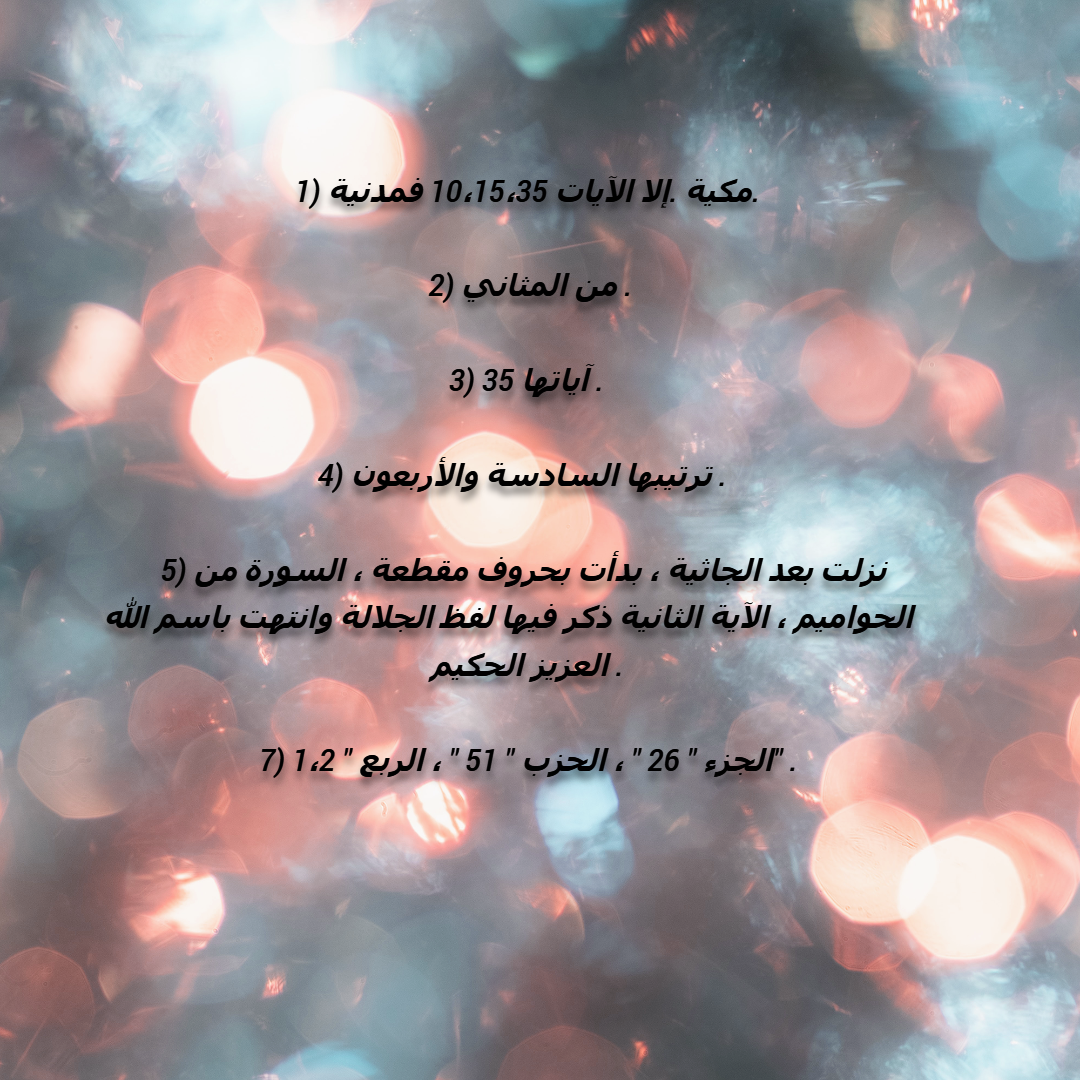 1) مكية .إلا الآيات 10،15،35 فمدنية.
2) من المثاني .
3) آياتها 35 .
4) ترتيبها السادسة والأربعون .
5) نزلت بعد الجاثية ، بدأت بحروف مقطعة ، السورة من
الحواميم ، الآية الثانية ذكر فيها لفظ الجلالة وانتهت باسم الله
العزيز الحكيم .
7) الجزء " 26 " ، الحزب " 51 " ، الربع " 1،2" .